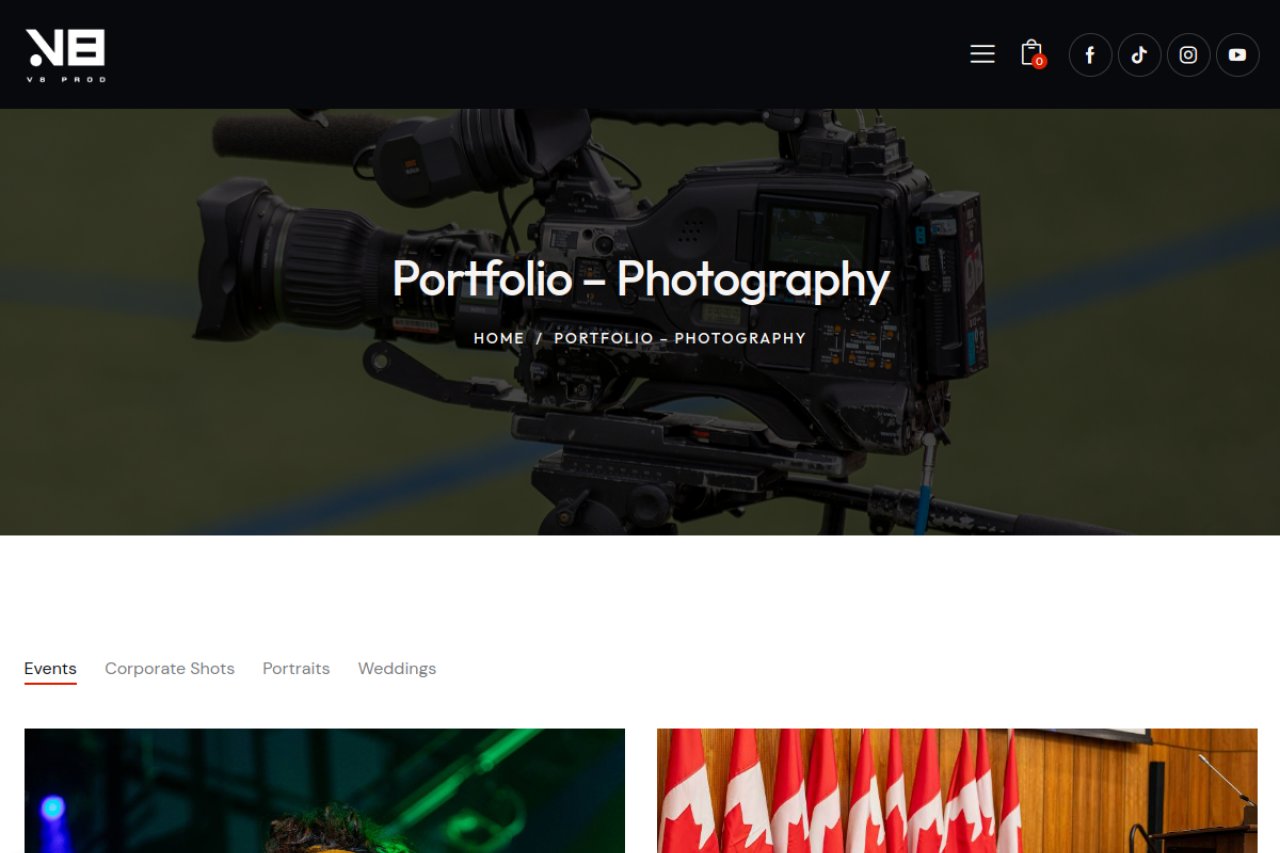 V8
V8 PROD
0
Portfolio – Photography
HOME / PORTFOLIO – PHOTOGRAPHY
Events
Corporate Shots
Portraits
Weddings